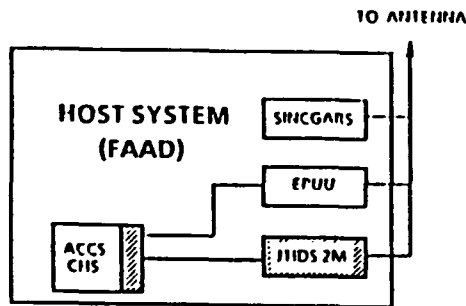 TO ANTENNA
HOST SYSTEM
(FAAD)
SINCGARS
EPUU
ACCS
CHS
JTIDS 2M